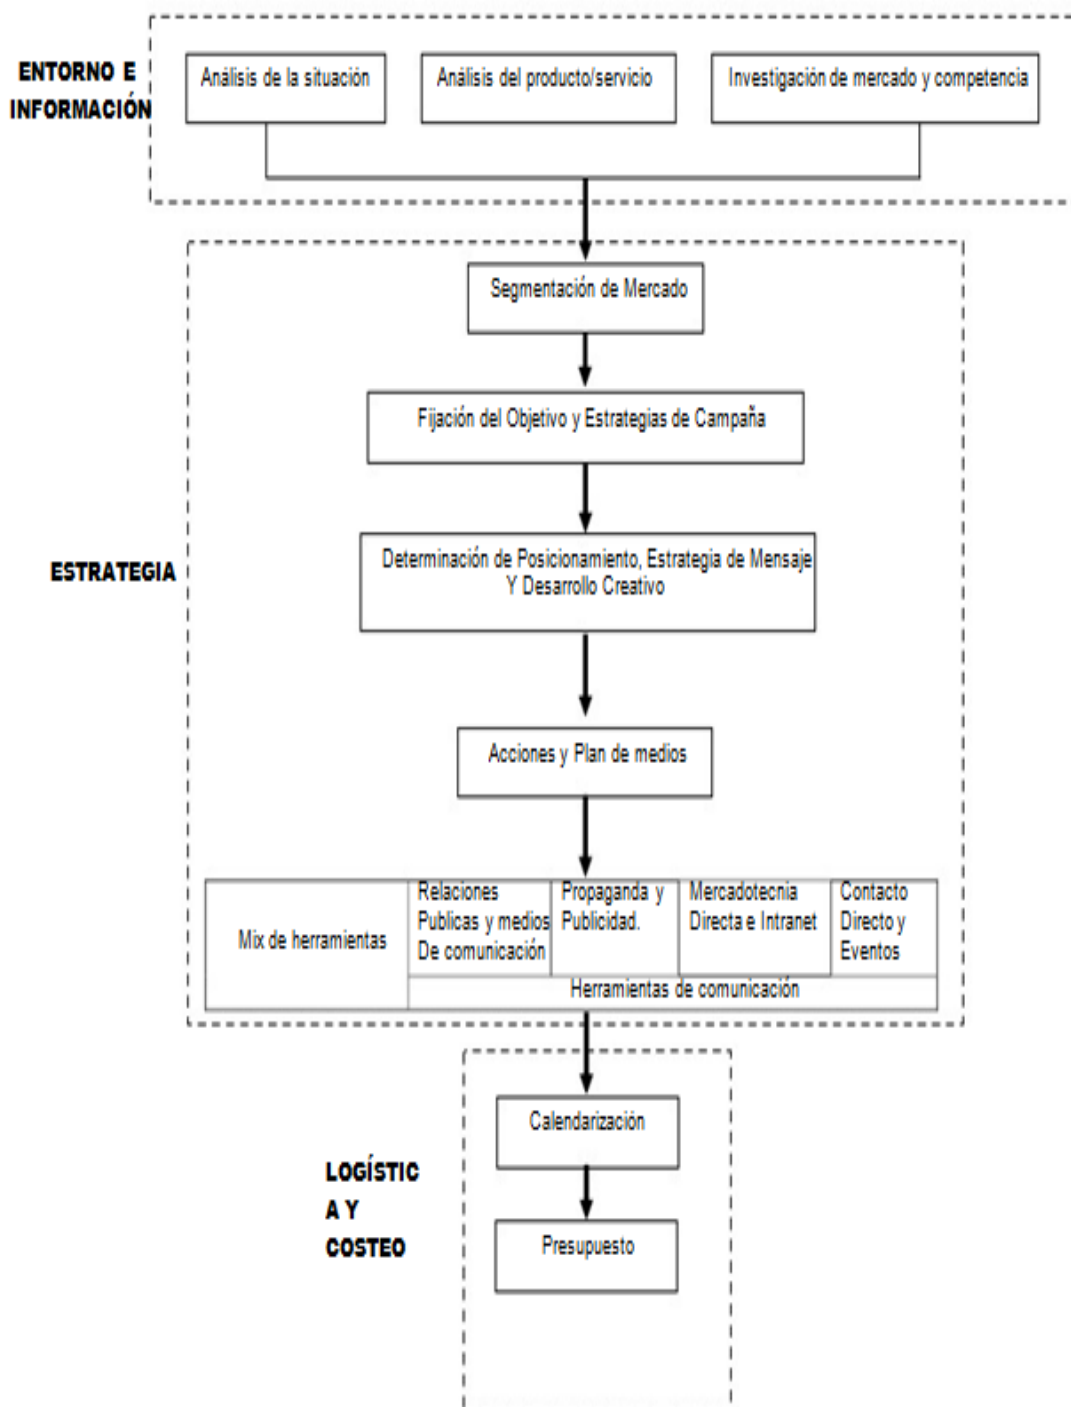 ENTORNO E
INFORMACIÓN
Análisis de la situación
Análisis del producto/servicio
Investigación de mercado y competencia
ESTRATEGIA
Segmentación de Mercado
Fijación del Objetivo y Estrategias de Campaña
Determinación de Posicionamiento, Estrategia de Mensaje
Y Desarrollo Creativo
Acciones y Plan de medios
Mix de herramientas
Relaciones
Publicas y medios
De comunicación
Propaganda y
Publicidad.
Mercadotecnia
Directa e Intranet
Contacto
Directo y
Eventos
Herramientas de comunicación
LOGÍSTIC
A Y
COSTEO
Calendarización
Presupuesto